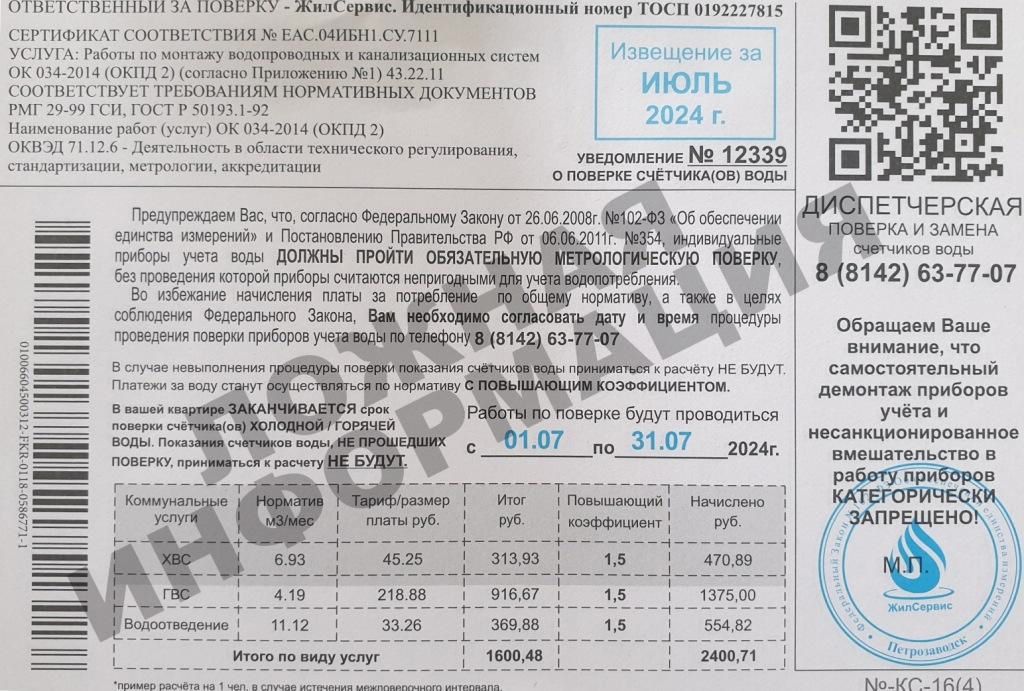 ОТВЕТСТВЕННЫЙ ЗА ПОВЕРКУ - ЖилСервис. Идентификационный номер ТОСП 0192227815
СЕРТИФИКАТ СООТВЕТСТВИЯ № ЕАС.04ИБН1.СУ.7111
УСЛУГА: Работы по монтажу водопроводных и канализационных систем
ОК 034-2014 (ОКПД 2) (согласно Приложению №1) 43.22.11
СООТВЕТСТВУЕТ ТРЕБОВАНИЯМ НОРМАТИВНЫХ ДОКУМЕНТОВ
РМГ 29-99 ГСИ, ГОСТ Р 50193.1-92
Наименование работ (услуг) ОК 034-2014 (ОКПД 2)
ОКВЭД 71.12.6 - Деятельность в области технического регулирования,
стандартизации, метрологии, аккредитации
Извещение за
ИЮЛЬ
2024 г.
УВЕДОМЛЕНИЕ № 12339
О ПОВЕРКЕ СЧЁТЧИКА(ОВ) ВОДЫ
Предупреждаем Вас, что, согласно Федеральному Закону от 26.06.2008г. №102-ФЗ «Об обеспечении
единства измерений» и Постановлению Правительства РФ от 06.06.2011г. №354, индивидуальные
приборы учета воды ДОЛЖНЫ ПРОЙТИ ОБЯЗАТЕЛЬНУЮ МЕТРОЛОГИЧЕСКУЮ ПОВЕРКУ,
без проведения которой приборы считаются непригодными для учета водопотребления.
Во избежание начисления платы за потребление по общему нормативу, а также в целях
соблюдения Федерального Закона, Вам необходимо согласовать дату и время процедуры
проведения поверки приборов учета воды по телефону 8 (8142) 63-77-07
В случае невыполнения процедуры поверки показания счётчиков воды приниматься к расчёту НЕ БУДУТ.
Платежи за воду станут осуществляться по нормативу С ПОВЫШАЮЩИМ КОЭФФИЦИЕНТОМ.
В вашей квартире ЗАКАНЧИВАЕТСЯ срок
поверки счётчика(ов) ХОЛОДНОЙ / ГОРЯЧЕЙ
ВОДЫ. Показания счетчиков воды, НЕ ПРОШЕДШИХ
ПОВЕРКУ, приниматься к расчету НЕ БУДУТ.
Работы по поверке будут проводиться
с 01.07 по 31.07 2024г.
Коммунальные услуги Норматив м3/мес Тариф/размер платы руб. Итог руб. Повышающий коэффициент Начислено руб.
ХВС 6.93 45.25 313,93 1,5 470,89
ГВС 4.19 218.88 916,67 1,5 1375,00
Водоотведение 11.12 33.26 369,88 1,5 554,82
Итого по виду услуг 1600,48 2400,71
*пример расчёта на 1 чел. в случае истечения межповерочного интервала.
0100660450312-FKR-0118-0586771-1
ДИСПЕТЧЕРСКАЯ
ПОВЕРКА И ЗАМЕНА
счетчиков воды
8 (8142) 63-77-07
Обращаем Ваше
внимание, что
самостоятельный
демонтаж приборов
учёта и
несанкционированное
вмешательство в
работу приборов
КАТЕГОРИЧЕСКИ
ЗАПРЕЩЕНО!
М.П.
ЖилСервис
Петрозаводск
№-КС-16(4)
ЛОЖНАЯ
ИНФОРМАЦИЯ